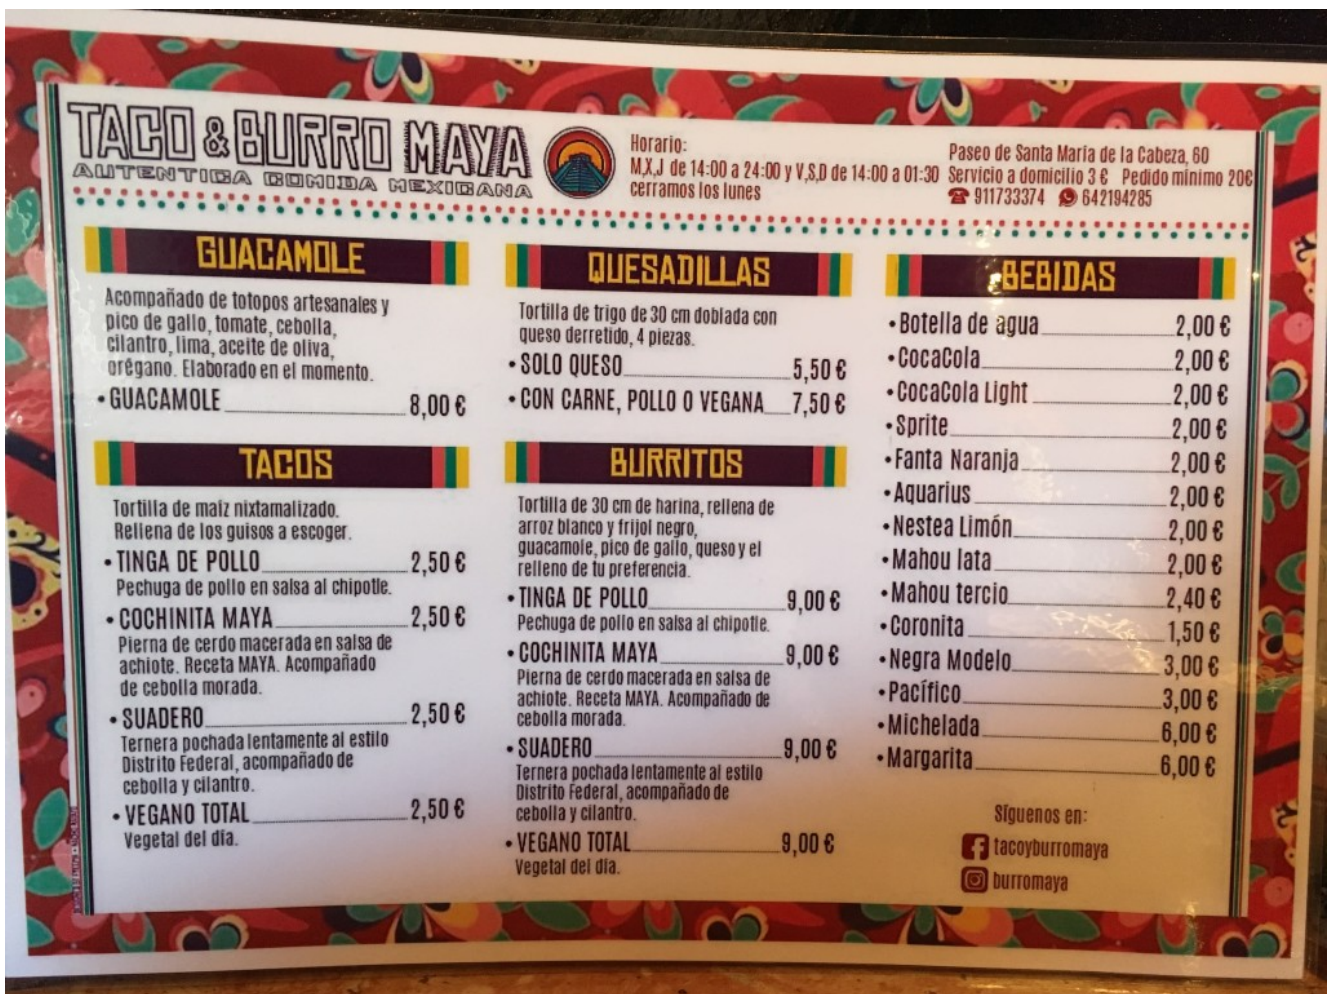 TACO & BURRO MAYA
AUTENTICA COMIDA MEXICANA
Horario:
M,X,J de 14:00 a 24:00 y V,S,D de 14:00 a 01:30
cerramos los lunes
Paseo de Santa María de la Cabeza, 60
Servicio a domicilio 3 € Pedido mínimo 20€
911733374 642194285
GUACAMOLE
Acompañado de totopos artesanales y
pico de gallo, tomate, cebolla,
cilantro, lima, aceite de oliva,
orégano. Elaborado en el momento.
• GUACAMOLE 8,00 €
TACOS
Tortilla de maíz nixtamalizado.
Rellena de los guisos a escoger.
• TINGA DE POLLO 2,50 €
Pechuga de pollo en salsa al chipotle.
• COCHINITA MAYA 2,50 €
Pierna de cerdo macerada en salsa de
achiote. Receta MAYA. Acompañado
de cebolla morada.
• SUADERO 2,50 €
Ternera pochada lentamente al estilo
Distrito Federal, acompañado de
cebolla y cilantro.
• VEGANO TOTAL 2,50 €
Vegetal del día.
QUESADILLAS
Tortilla de trigo de 30 cm doblada con
queso derretido, 4 piezas.
• SOLO QUESO 5,50 €
• CON CARNE, POLLO O VEGANA 7,50 €
BURRITOS
Tortilla de 30 cm de harina, rellena de
arroz blanco y frijol negro,
guacamole, pico de gallo, queso y el
relleno de tu preferencia.
• TINGA DE POLLO 9,00 €
Pechuga de pollo en salsa al chipotle.
• COCHINITA MAYA 9,00 €
Pierna de cerdo macerada en salsa de
achiote. Receta MAYA. Acompañado de
cebolla morada.
• SUADERO 9,00 €
Ternera pochada lentamente al estilo
Distrito Federal, acompañado de
cebolla y cilantro.
• VEGANO TOTAL 9,00 €
Vegetal del día.
BEBIDAS
• Botella de agua 2,00 €
• CocaCola 2,00 €
• CocaCola Light 2,00 €
• Sprite 2,00 €
• Fanta Naranja 2,00 €
• Aquarius 2,00 €
• Nestea Limón 2,00 €
• Mahou lata 2,00 €
• Mahou tercio 2,40 €
• Coronita 1,50 €
• Negra Modelo 3,00 €
• Pacífico 3,00 €
• Michelada 6,00 €
• Margarita 6,00 €
Síguenos en:
tacoyburromaya
burromaya